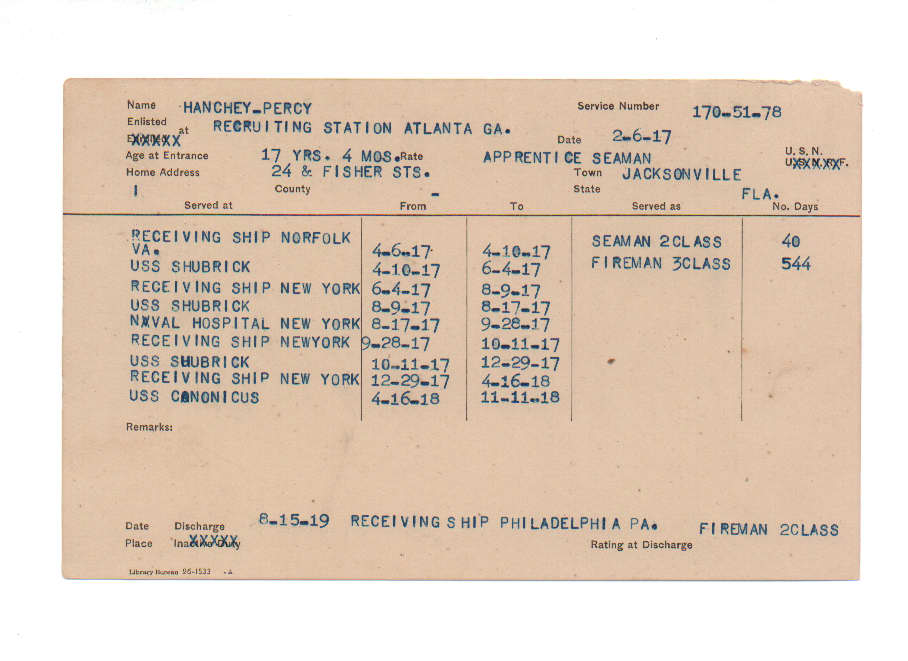 Name HANCHEY-PERCY Service Number 170-51-78
Enlisted at RECRUITING STATION ATLANTA GA. Date 2-6-17
Age at Entrance 17 YRS. 4 MOS. Rate APPRENTICE SEAMAN U. S. N.
Home Address 24 & FISHER STS. Town JACKSONVILLE
County - State FLA.
Served at From To Served as No. Days
RECEIVING SHIP NORFOLK VA. 4-6-17 4-10-17 SEAMAN 2CLASS 40
USS SHUBRICK 4-10-17 6-4-17 FIREMAN 3CLASS 544
RECEIVING SHIP NEW YORK 6-4-17 8-9-17
USS SHUBRICK 8-9-17 8-17-17
NAVAL HOSPITAL NEW YORK 8-17-17 9-28-17
RECEIVING SHIP NEWYORK 9-28-17 10-11-17
USS SHUBRICK 10-11-17 12-29-17
RECEIVING SHIP NEW YORK 12-29-17 4-16-18
USS CANONICUS 4-16-18 11-11-18
Remarks:
Date Discharge 8-15-19 RECEIVING SHIP PHILADELPHIA PA. FIREMAN 2CLASS
Place Inactive Duty Rating at Discharge
Library Bureau 26-1533